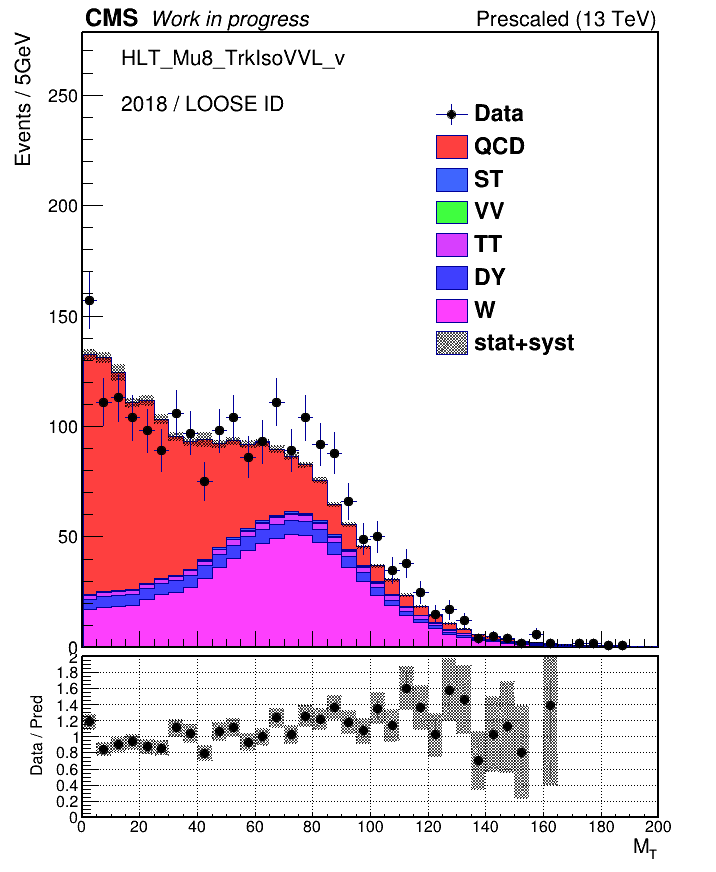 CMS Work in progress Prescaled (13 TeV)
Events / 5GeV
HLT_Mu8_TrkIsoVVL_v
2018 / LOOSE ID
Data
QCD
ST
VV
TT
DY
W
stat+syst
250
200
150
100
50
0
Data / Pred
2
1.8
1.6
1.4
1.2
1
0.8
0.6
0.4
0.2
0
0 20 40 60 80 100 120 140 160 180 200
M_T